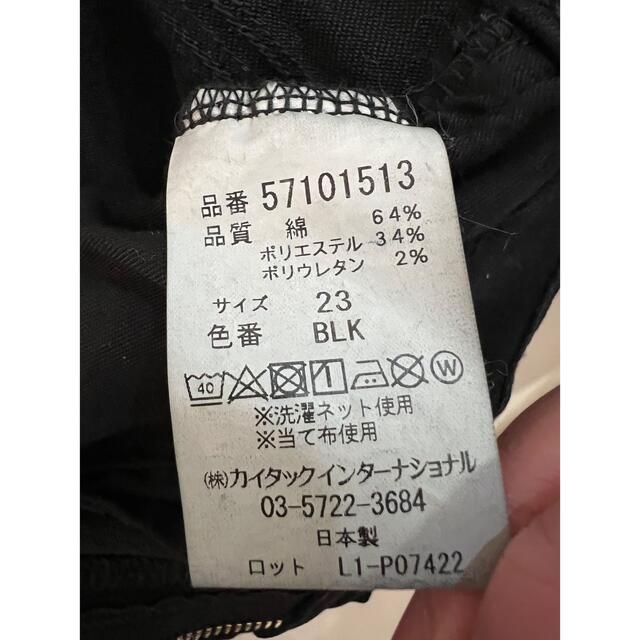 品番 57101513
品質 綿 64%
ポリエステル 34%
ポリウレタン 2%
サイズ 23
色番 BLK
40 W
※洗濯ネット使用
※当て布使用
(株)カイタックインターナショナル
03-5722-3684
日本製
ロット L1-P07422